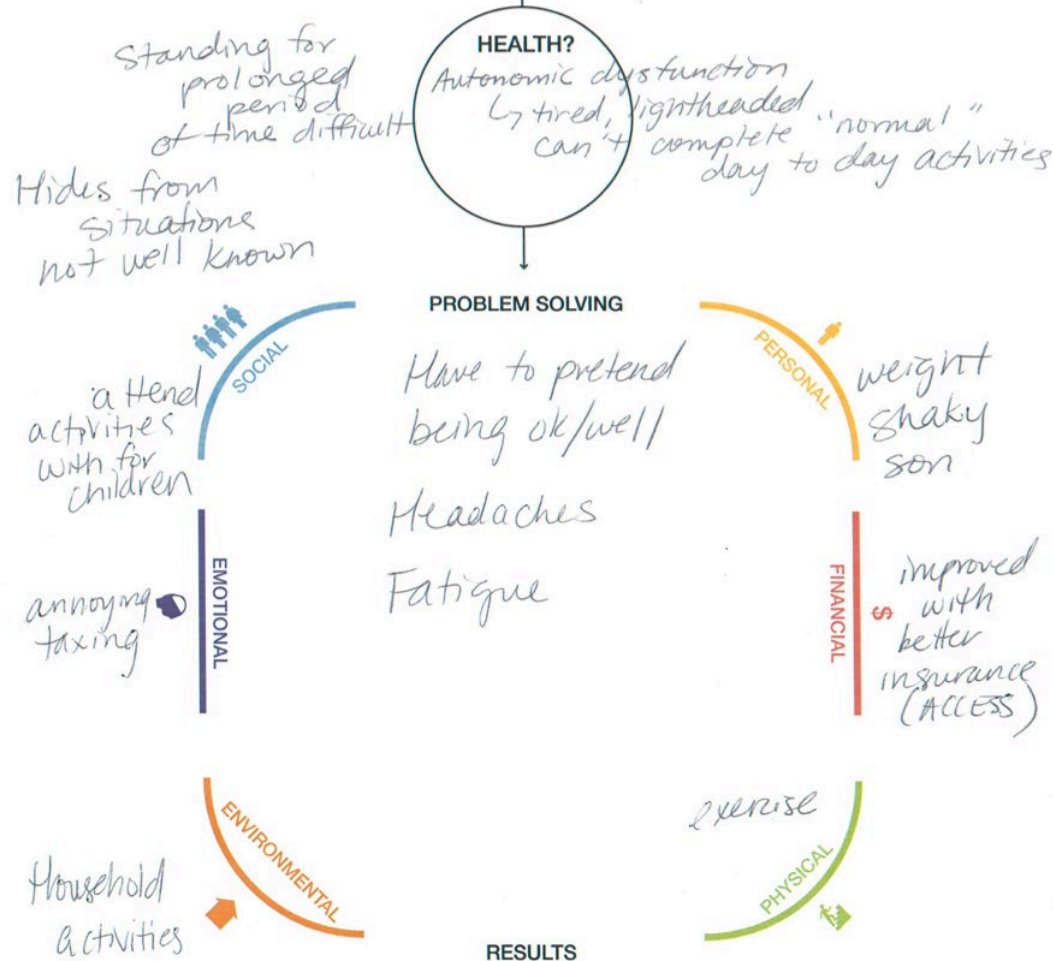 HEALTH?
Standing for
prolonged
period
of time difficult
Autonomic dysfunction
↳ tired, lightheaded
can't complete "normal"
day to day activities
Hides from
situations
not well known
PROBLEM SOLVING
SOCIAL
attend
activities
with for
children
Have to pretend
being ok/well
Headaches
Fatigue
PERSONAL
weight
shaky
son
EMOTIONAL
annoying
taxing
FINANCIAL
$
improved
with
better
insurance
(ACCESS)
ENVIRONMENTAL
Household
activities
exercise
PHYSICAL
RESULTS